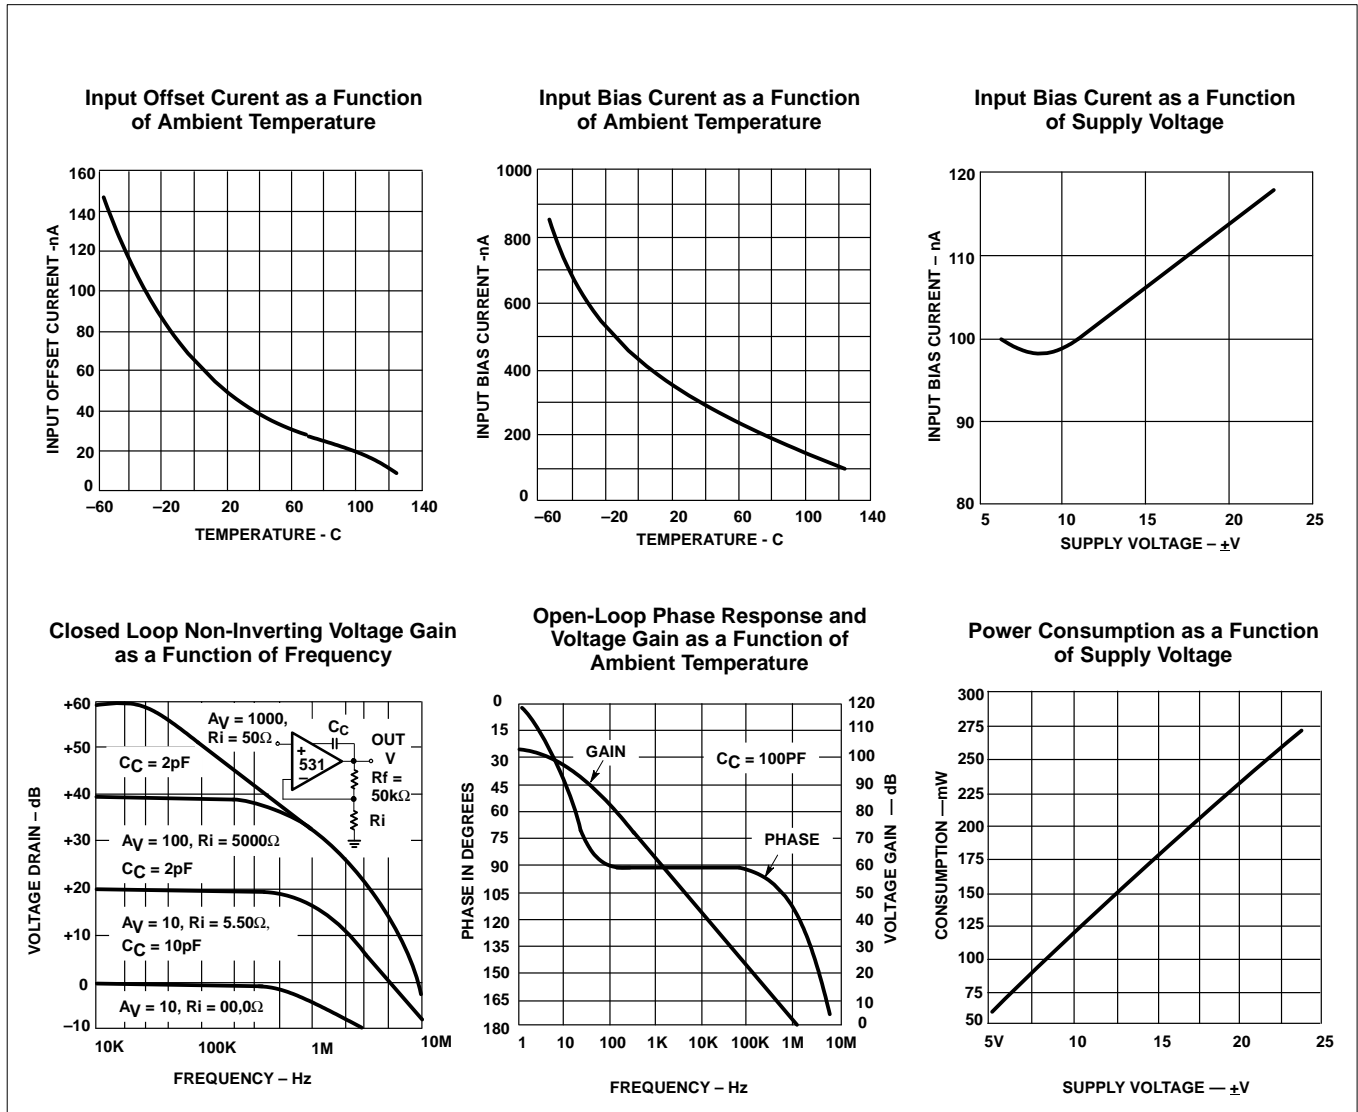 Input Offset Curent as a Function
of Ambient Temperature
160
140
120
100
80
60
40
20
0
INPUT OFFSET CURRENT -nA
–60
–20
20
60
100
140
TEMPERATURE - C
Input Bias Curent as a Function
of Ambient Temperature
1000
800
600
400
200
0
INPUT BIAS CURRENT -nA
–60
–20
20
60
100
140
TEMPERATURE - C
Input Bias Curent as a Function
of Supply Voltage
120
110
100
90
80
INPUT BIAS CURRENT – nA
5
10
15
20
25
SUPPLY VOLTAGE – ±V
Closed Loop Non-Inverting Voltage Gain
as a Function of Frequency
+60
+50
+40
+30
+20
+10
0
–10
VOLTAGE DRAIN – dB
AV = 1000,
Ri = 50Ω
CC
OUT
V
+
531
–
Rf =
50kΩ
Ri
CC = 2pF
AV = 100, Ri = 5000Ω
CC = 2pF
AV = 10, Ri = 5.50Ω,
CC = 10pF
AV = 10, Ri = 00,0Ω
10K
100K
1M
10M
FREQUENCY – Hz
Open-Loop Phase Response and
Voltage Gain as a Function of
Ambient Temperature
0
15
30
45
60
75
90
105
120
135
150
165
180
PHASE IN DEGREES
GAIN
CC = 100PF
PHASE
120
100
90
80
70
60
50
40
30
20
10
0
VOLTAGE GAIN — dB
1
10
100
1K
10K
100K
1M
10M
FREQUENCY – Hz
Power Consumption as a Function
of Supply Voltage
300
275
250
225
200
175
150
100
75
50
CONSUMPTION —mW
5V
10
15
20
25
SUPPLY VOLTAGE — ±V